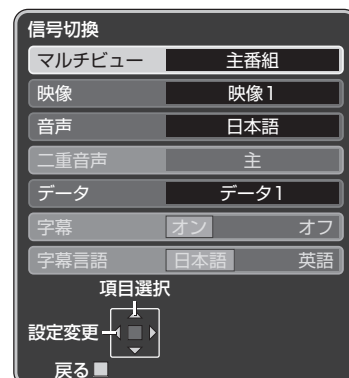 信号切換
マルチビュー 主番組
映像 映像1
音声 日本語
二重音声 主
データ データ1
字幕 オン オフ
字幕言語 日本語 英語
項目選択
設定変更
戻る